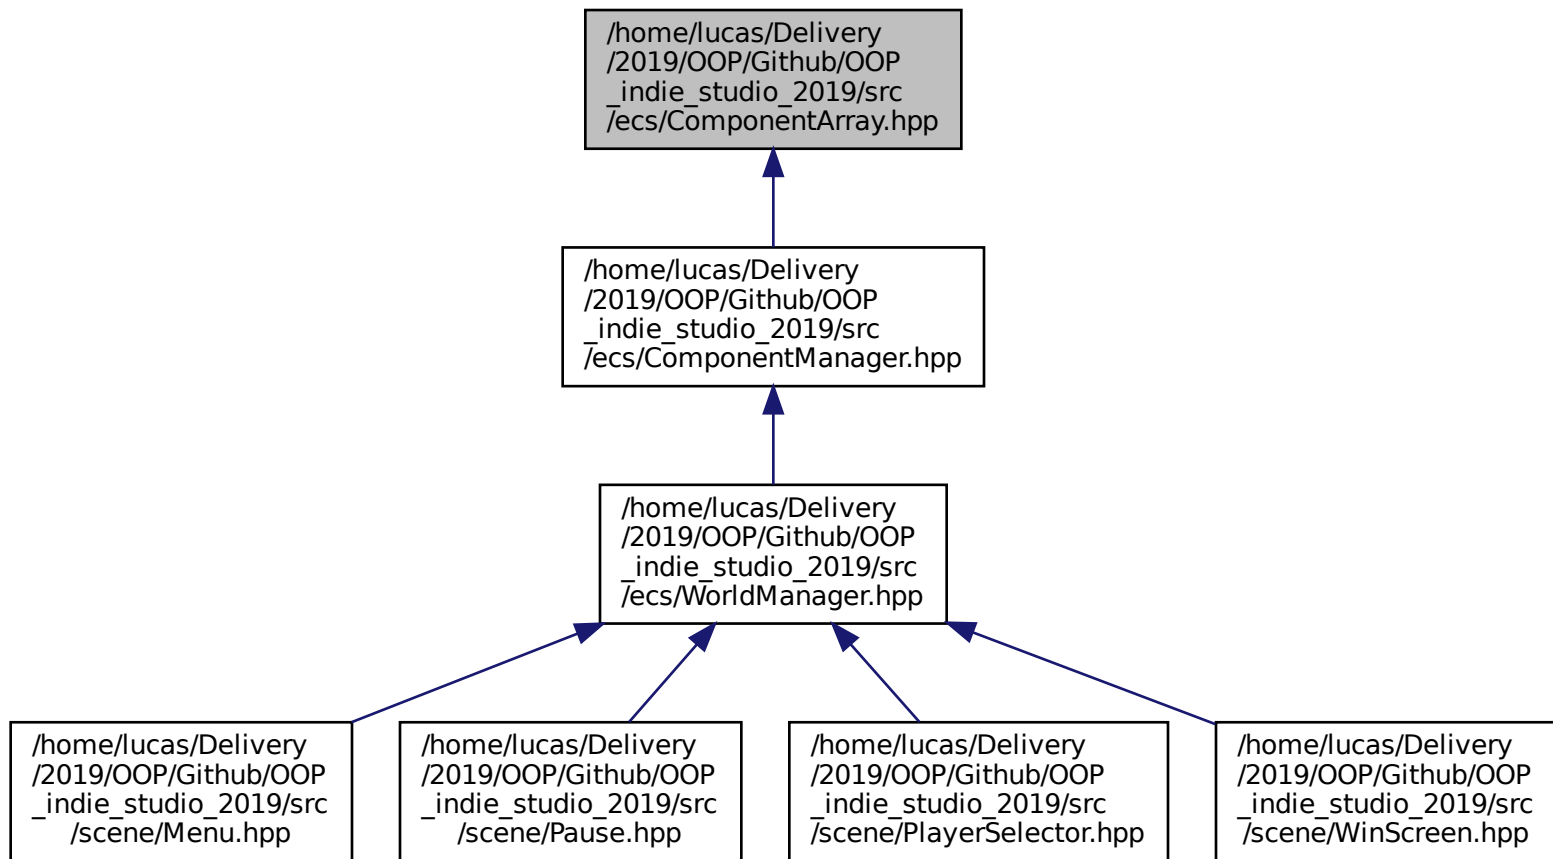 /home/lucas/Delivery
/2019/OOP/Github/OOP
_indie_studio_2019/src
/ecs/ComponentArray.hpp
/home/lucas/Delivery
/2019/OOP/Github/OOP
_indie_studio_2019/src
/ecs/ComponentManager.hpp
/home/lucas/Delivery
/2019/OOP/Github/OOP
_indie_studio_2019/src
/ecs/WorldManager.hpp
/home/lucas/Delivery
/2019/OOP/Github/OOP
_indie_studio_2019/src
/scene/Menu.hpp
/home/lucas/Delivery
/2019/OOP/Github/OOP
_indie_studio_2019/src
/scene/Pause.hpp
/home/lucas/Delivery
/2019/OOP/Github/OOP
_indie_studio_2019/src
/scene/PlayerSelector.hpp
/home/lucas/Delivery
/2019/OOP/Github/OOP
_indie_studio_2019/src
/scene/WinScreen.hpp